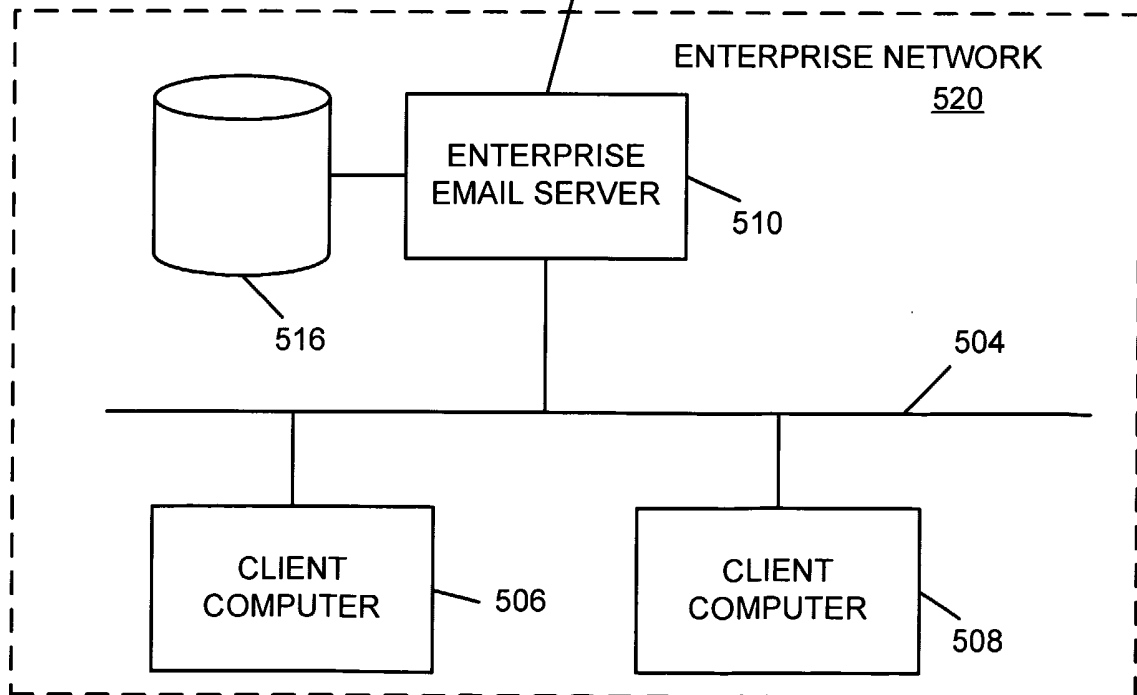 ENTERPRISE NETWORK
520
ENTERPRISE
EMAIL SERVER
510
516
504
CLIENT
COMPUTER
506
CLIENT
COMPUTER
508